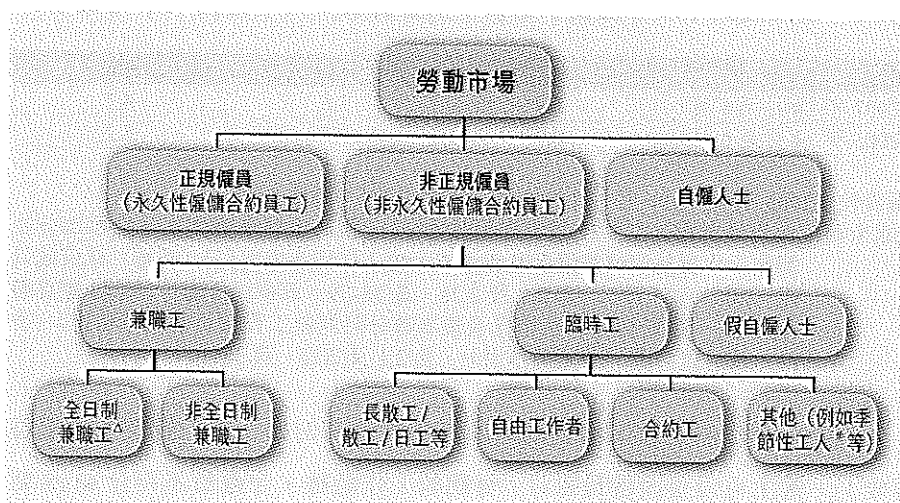 勞動市場
正規僱員
（永久性僱傭合約員工）
非正規僱員
（非永久性僱傭合約員工）
自僱人士
兼職工
臨時工
假自僱人士
全日制
兼職工△
非全日制
兼職工
長散工/
散工/日工等
自由工作者
合約工
其他（例如季
節性工人*等）